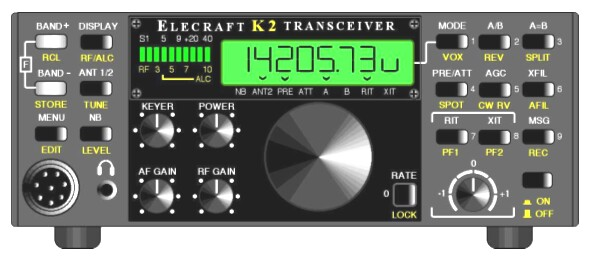 BAND+ DISPLAY
RCL RF/ALC
F
BAND- ANT 1/2
STORE TUNE
MENU NB
EDIT LEVEL
ELECRAFT K2 TRANSCEIVER
S1 5 9 +20 40
RF 3 5 7 10
ALC
14205.73u
NB ANT2 PRE ATT A B RIT XIT
KEYER POWER
AF GAIN RF GAIN
RATE
0
LOCK
MODE A/B A=B
1 2 3
VOX REV SPLIT
PRE/ATT AGC XFIL
4 5 6
SPOT CW RV AFIL
RIT XIT MSG
7 8 9
PF1 PF2 REC
0
-1 +1
ON
OFF